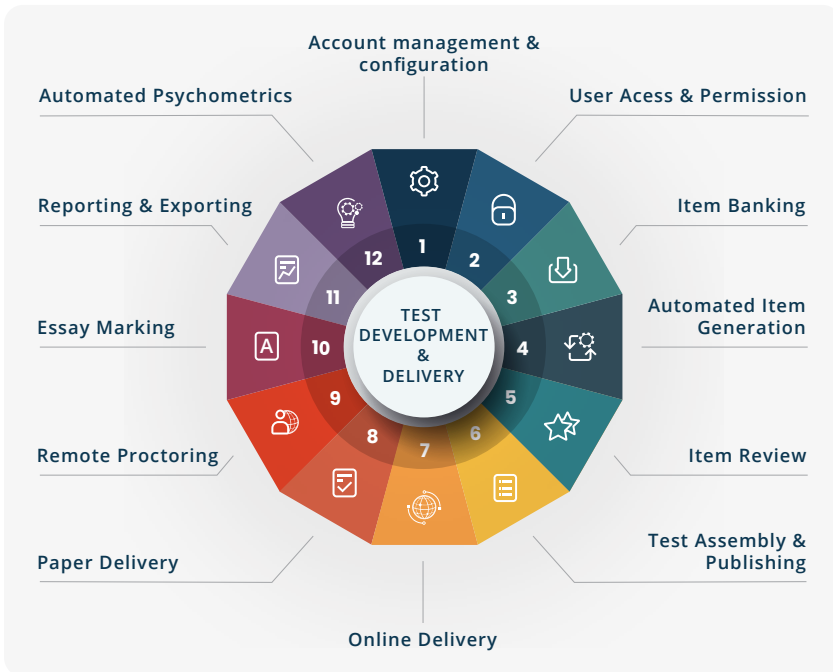 Account management &
configuration
Automated Psychometrics
User Acess & Permission
Reporting & Exporting
Item Banking
Essay Marking
Automated Item
Generation
Remote Proctoring
Item Review
Paper Delivery
Test Assembly &
Publishing
Online Delivery
1
2
3
4
5
6
7
8
9
10
11
12
TEST
DEVELOPMENT
&
DELIVERY
A